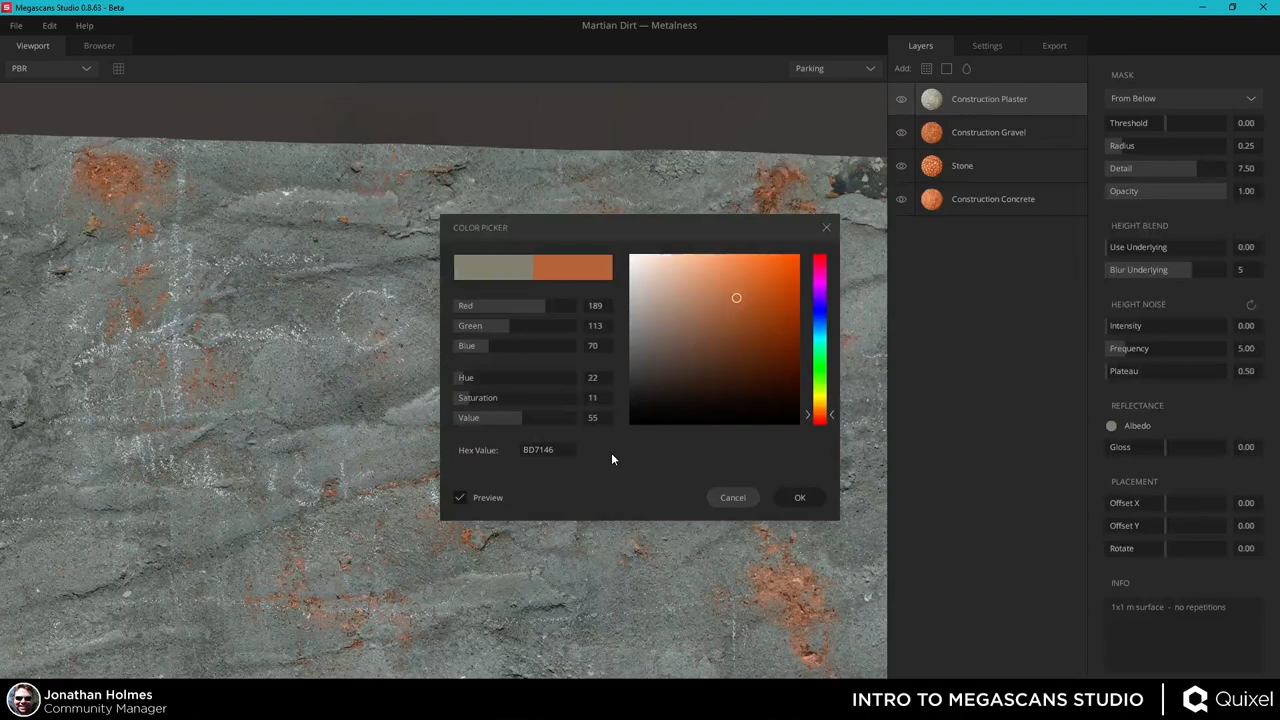 Megascans Studio 0.8.63 - Beta
File Edit Help
Martian Dirt — Metalness
Viewport Browser
Layers Settings Export
PBR
Parking
Add:
Construction Plaster
Construction Gravel
Stone
Construction Concrete
MASK
From Below
Threshold 0.00
Radius 0.25
Detail 7.50
Opacity 1.00
HEIGHT BLEND
Use Underlying 0.00
Blur Underlying 5
HEIGHT NOISE
Intensity 0.00
Frequency 5.00
Plateau 0.50
REFLECTANCE
Albedo
Gloss 0.00
PLACEMENT
Offset X 0.00
Offset Y 0.00
Rotate 0.00
INFO
1x1 m surface - no repetitions
COLOR PICKER
Red 189
Green 113
Blue 70
Hue 22
Saturation 11
Value 55
Hex Value: BD7146
Preview
Cancel OK
Jonathan Holmes
Community Manager
INTRO TO MEGASCANS STUDIO
Quixel